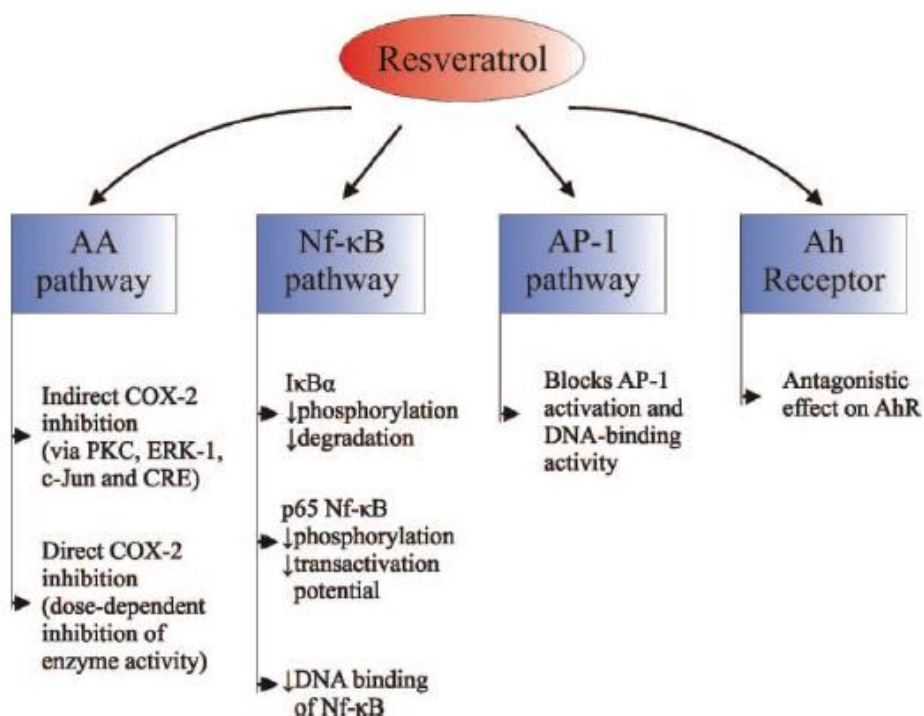 Resveratrol
AA
pathway
Indirect COX-2
inhibition
(via PKC, ERK-1,
c-Jun and CRE)
Direct COX-2
inhibition
(dose-dependent
inhibition of
enzyme activity)
Nf-κB
pathway
IκBα
↓phosphorylation
↓degradation
p65 Nf-κB
↓phosphorylation
↓transactivation
potential
↓DNA binding
of Nf-κB
AP-1
pathway
Blocks AP-1
activation and
DNA-binding
activity
Ah
Receptor
Antagonistic
effect on AhR